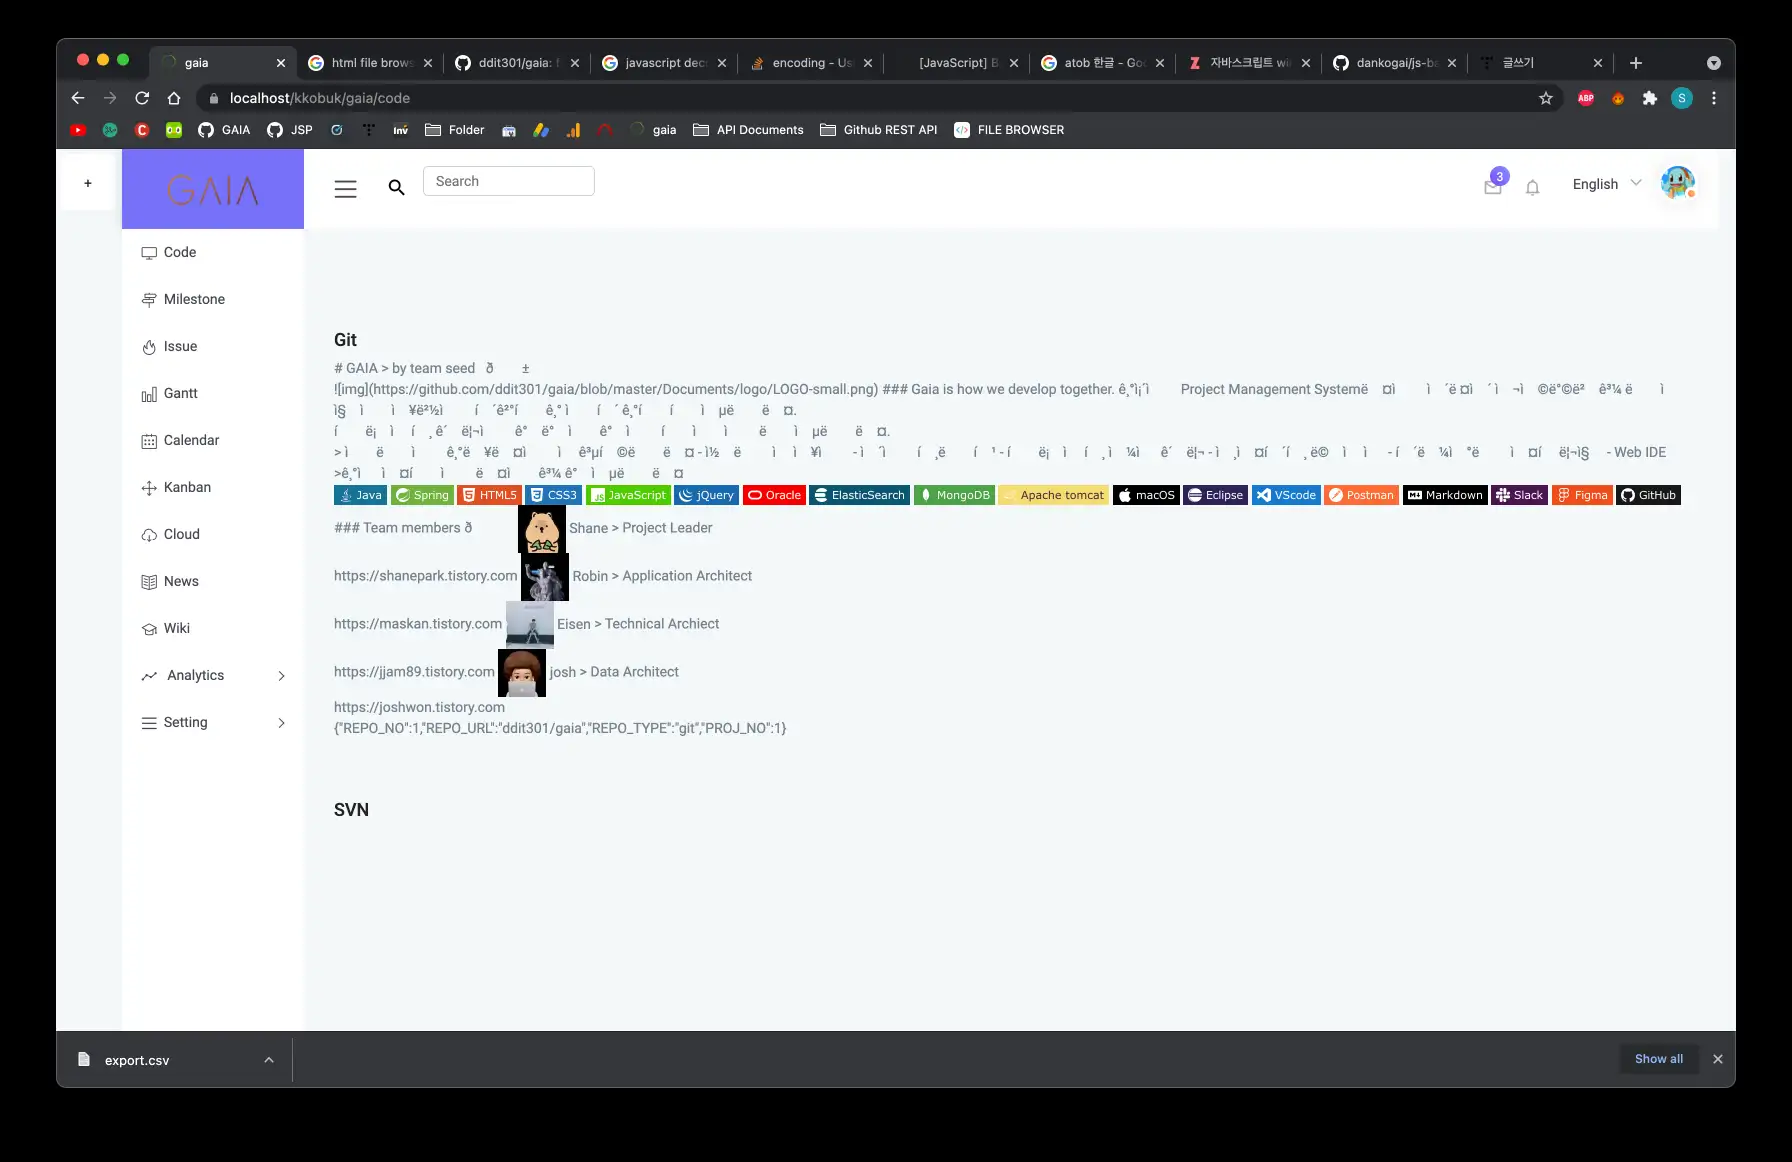 gaia
html file brows
ddit301/gaia:
javascript dec
encoding - Us
[JavaScript] B
atob 한글 - Goo
자바스크립트 wi
dankogai/js-ba
글쓰기
localhost/kkobuk/gaia/code
ABP
S
GAIA
JSP
Inv
Folder
gaia
API Documents
Github REST API
FILE BROWSER
+
GAIA
Search
3
English
Code
Milestone
Issue
Gantt
Calendar
Kanban
Cloud
News
Wiki
Analytics
Setting
Git
# GAIA > by team seed ð ±
![img](https://github.com/ddit301/gaia/blob/master/Documents/logo/LOGO-small.png) ### Gaia is how we develop together. Project Management System
- Web IDE
Java Spring HTML5 CSS3 JavaScript jQuery Oracle ElasticSearch MongoDB Apache tomcat macOS Eclipse VScode Postman Markdown Slack Figma GitHub
### Team members ð Shane > Project Leader
https://shanepark.tistory.com Robin > Application Architect
https://maskan.tistory.com Eisen > Technical Archiect
https://jjam89.tistory.com josh > Data Architect
https://joshwon.tistory.com
{"REPO_NO":1,"REPO_URL":"ddit301/gaia","REPO_TYPE":"git","PROJ_NO":1}
SVN
export.csv
Show all